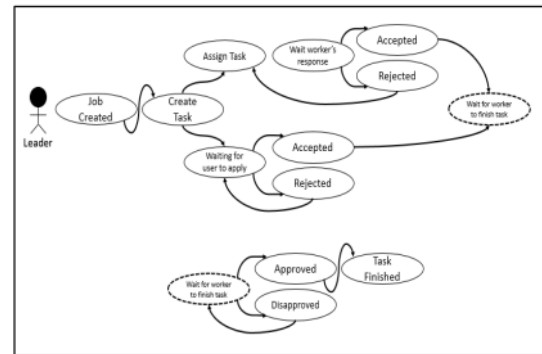 Leader
Job
Created
Create
Task
Assign Task
Wait worker's
response
Accepted
Rejected
Wait for worker
to finish task
Waiting for
user to apply
Accepted
Rejected
Wait for worker
to finish task
Approved
Disapproved
Task
Finished